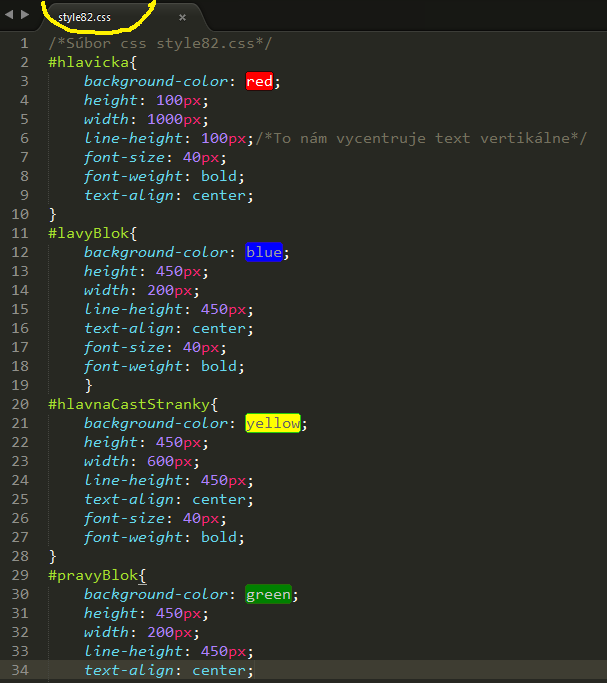 style82.css ×
1 /*Súbor css style82.css*/
2 #hlavicka{
3     background-color: red;
4     height: 100px;
5     width: 1000px;
6     line-height: 100px;/*To nám vycentruje text vertikálne*/
7     font-size: 40px;
8     font-weight: bold;
9     text-align: center;
10 }
11 #lavyBlok{
12     background-color: blue;
13     height: 450px;
14     width: 200px;
15     line-height: 450px;
16     text-align: center;
17     font-size: 40px;
18     font-weight: bold;
19     }
20 #hlavnaCastStranky{
21     background-color: yellow;
22     height: 450px;
23     width: 600px;
24     line-height: 450px;
25     text-align: center;
26     font-size: 40px;
27     font-weight: bold;
28 }
29 #pravyBlok{
30     background-color: green;
31     height: 450px;
32     width: 200px;
33     line-height: 450px;
34     text-align: center;